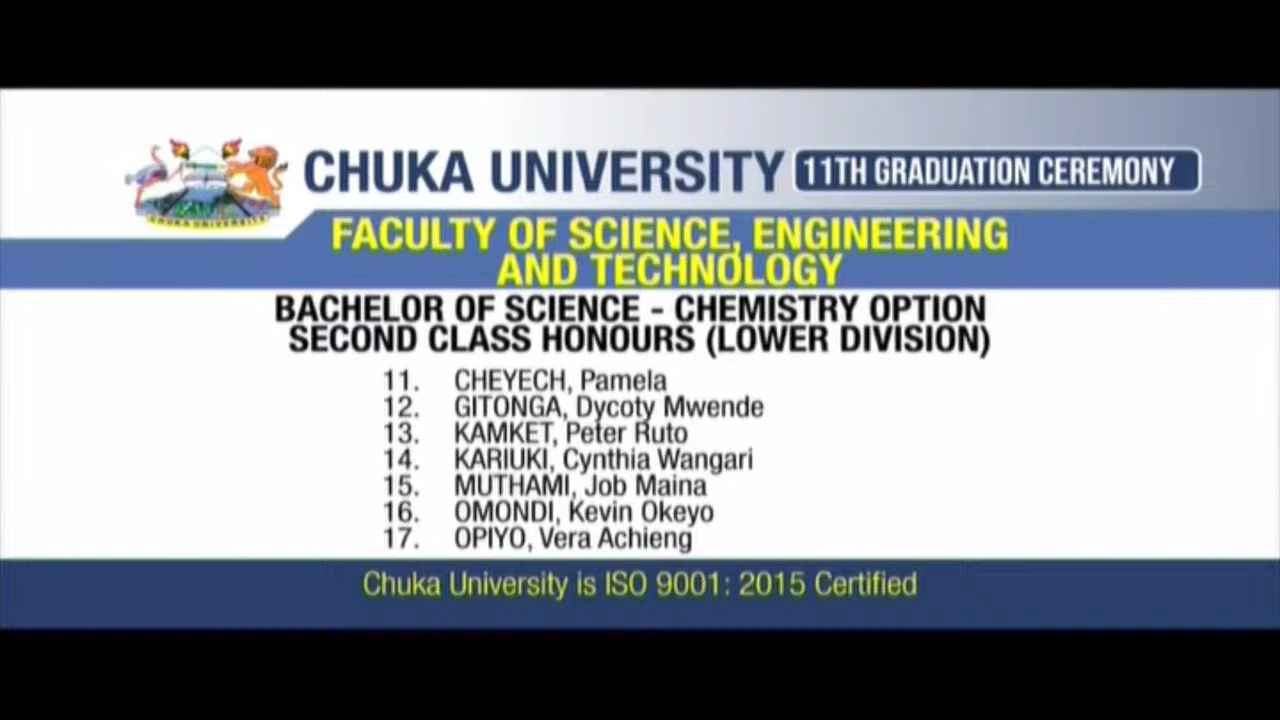 CHUKA UNIVERSITY 11TH GRADUATION CEREMONY
CHUKA UNIVERSITY
FACULTY OF SCIENCE, ENGINEERING
AND TECHNOLOGY
BACHELOR OF SCIENCE - CHEMISTRY OPTION
SECOND CLASS HONOURS (LOWER DIVISION)
11. CHEYECH, Pamela
12. GITONGA, Dycoty Mwende
13. KAMKET, Peter Ruto
14. KARIUKI, Cynthia Wangari
15. MUTHAMI, Job Maina
16. OMONDI, Kevin Okeyo
17. OPIYO, Vera Achieng
Chuka University is ISO 9001: 2015 Certified